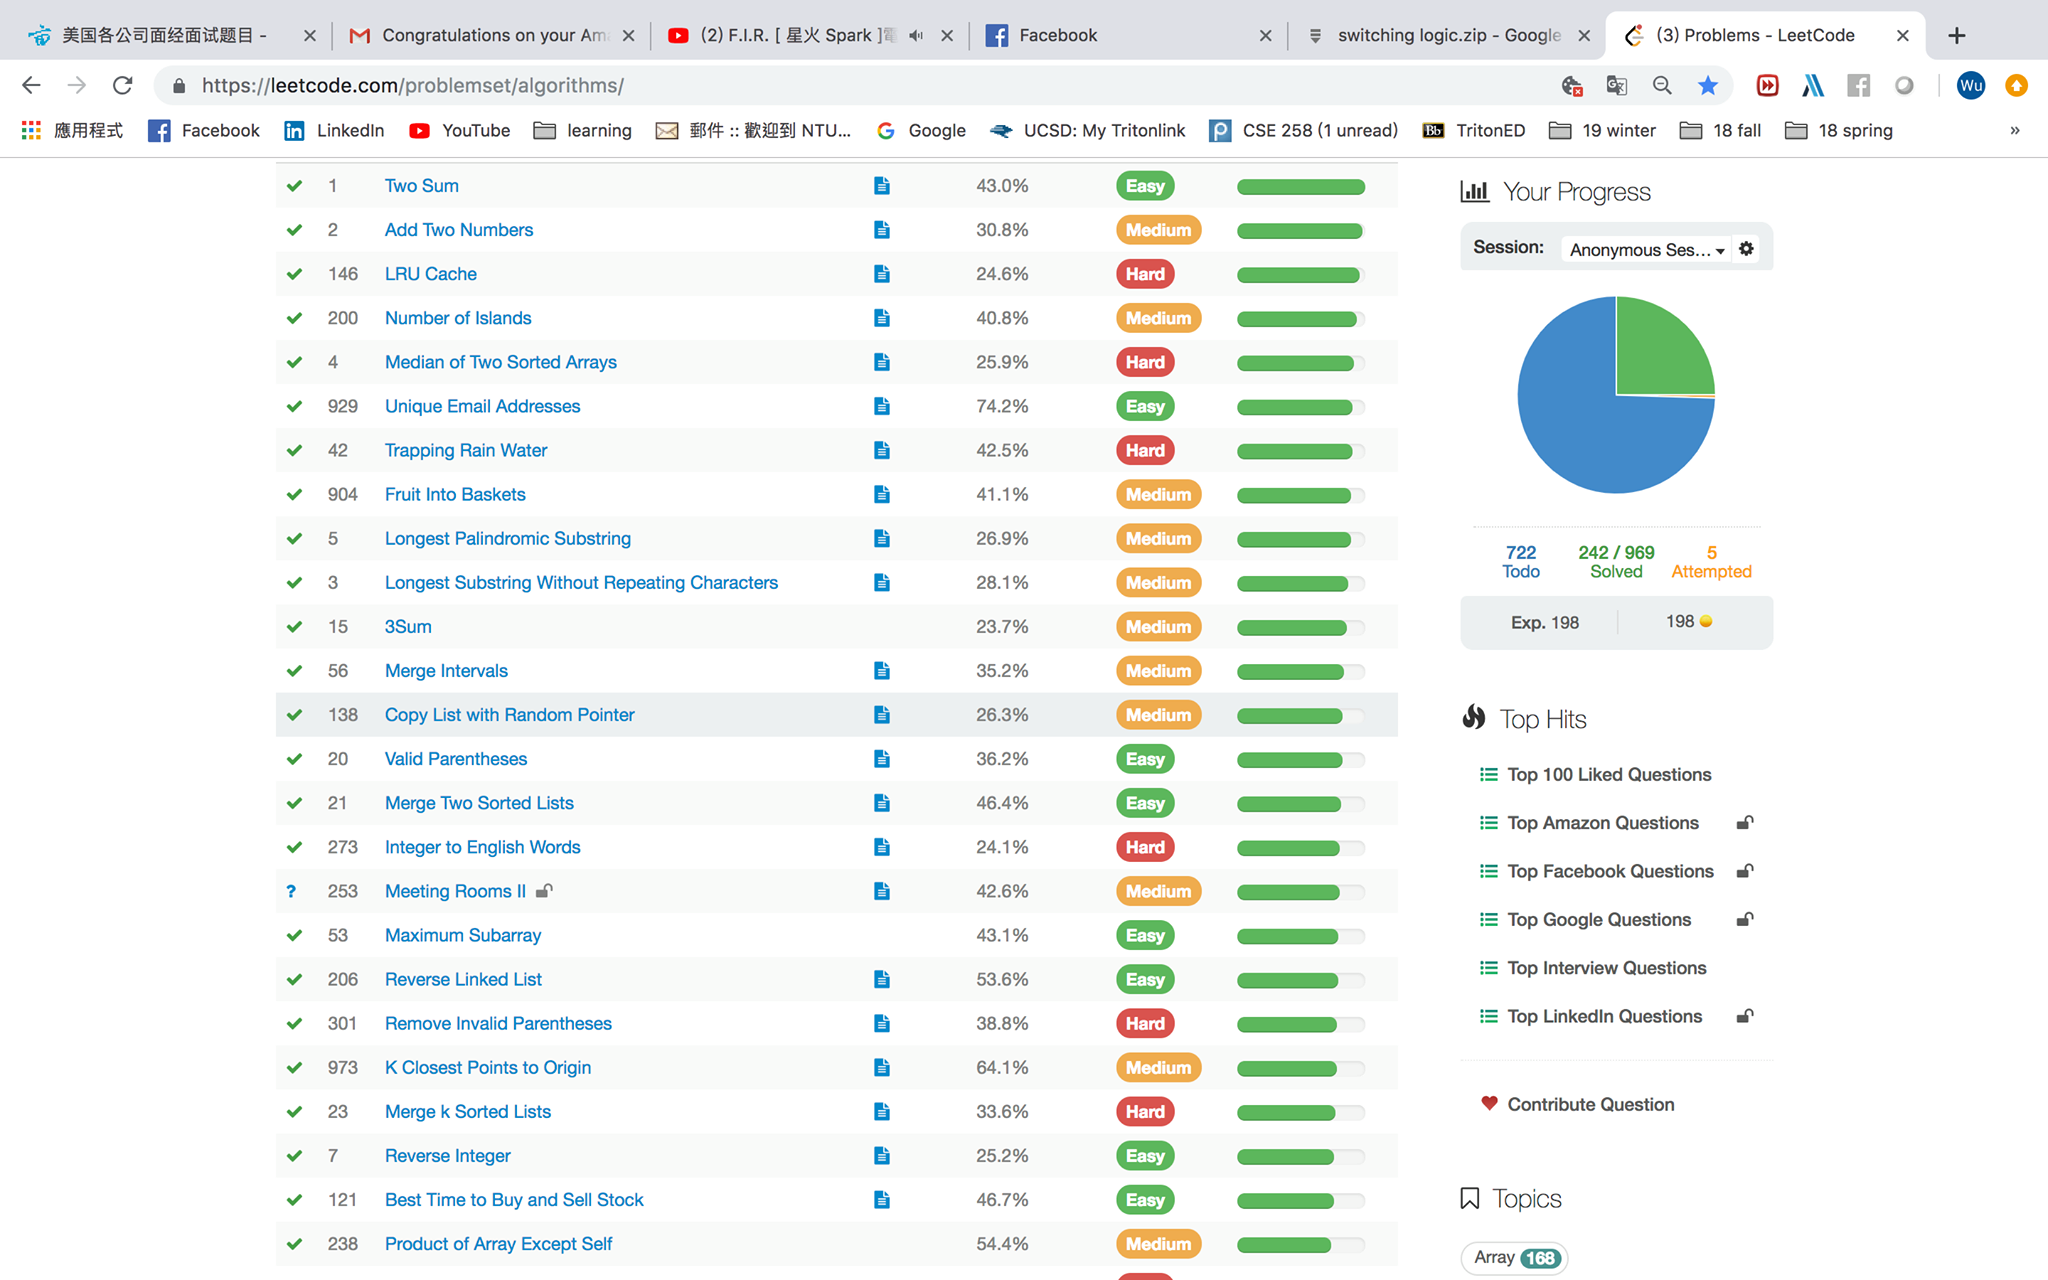 美国各公司面经面试题目 -
Congratulations on your Am
(2) F.I.R. [ 星火 Spark ]電
Facebook
switching logic.zip - Google
(3) Problems - LeetCode
https://leetcode.com/problemset/algorithms/
Wu
應用程式
Facebook
LinkedIn
YouTube
learning
郵件 :: 歡迎到 NTU...
Google
UCSD: My Tritonlink
CSE 258 (1 unread)
TritonED
19 winter
18 fall
18 spring
»
1 Two Sum 43.0% Easy
2 Add Two Numbers 30.8% Medium
146 LRU Cache 24.6% Hard
200 Number of Islands 40.8% Medium
4 Median of Two Sorted Arrays 25.9% Hard
929 Unique Email Addresses 74.2% Easy
42 Trapping Rain Water 42.5% Hard
904 Fruit Into Baskets 41.1% Medium
5 Longest Palindromic Substring 26.9% Medium
3 Longest Substring Without Repeating Characters 28.1% Medium
15 3Sum 23.7% Medium
56 Merge Intervals 35.2% Medium
138 Copy List with Random Pointer 26.3% Medium
20 Valid Parentheses 36.2% Easy
21 Merge Two Sorted Lists 46.4% Easy
273 Integer to English Words 24.1% Hard
? 253 Meeting Rooms II 42.6% Medium
53 Maximum Subarray 43.1% Easy
206 Reverse Linked List 53.6% Easy
301 Remove Invalid Parentheses 38.8% Hard
973 K Closest Points to Origin 64.1% Medium
23 Merge k Sorted Lists 33.6% Hard
7 Reverse Integer 25.2% Easy
121 Best Time to Buy and Sell Stock 46.7% Easy
238 Product of Array Except Self 54.4% Medium
Your Progress
Session: Anonymous Ses...
722 242 / 969 5
Todo Solved Attempted
Exp. 198 198
Top Hits
Top 100 Liked Questions
Top Amazon Questions
Top Facebook Questions
Top Google Questions
Top Interview Questions
Top LinkedIn Questions
Contribute Question
Topics
Array 168